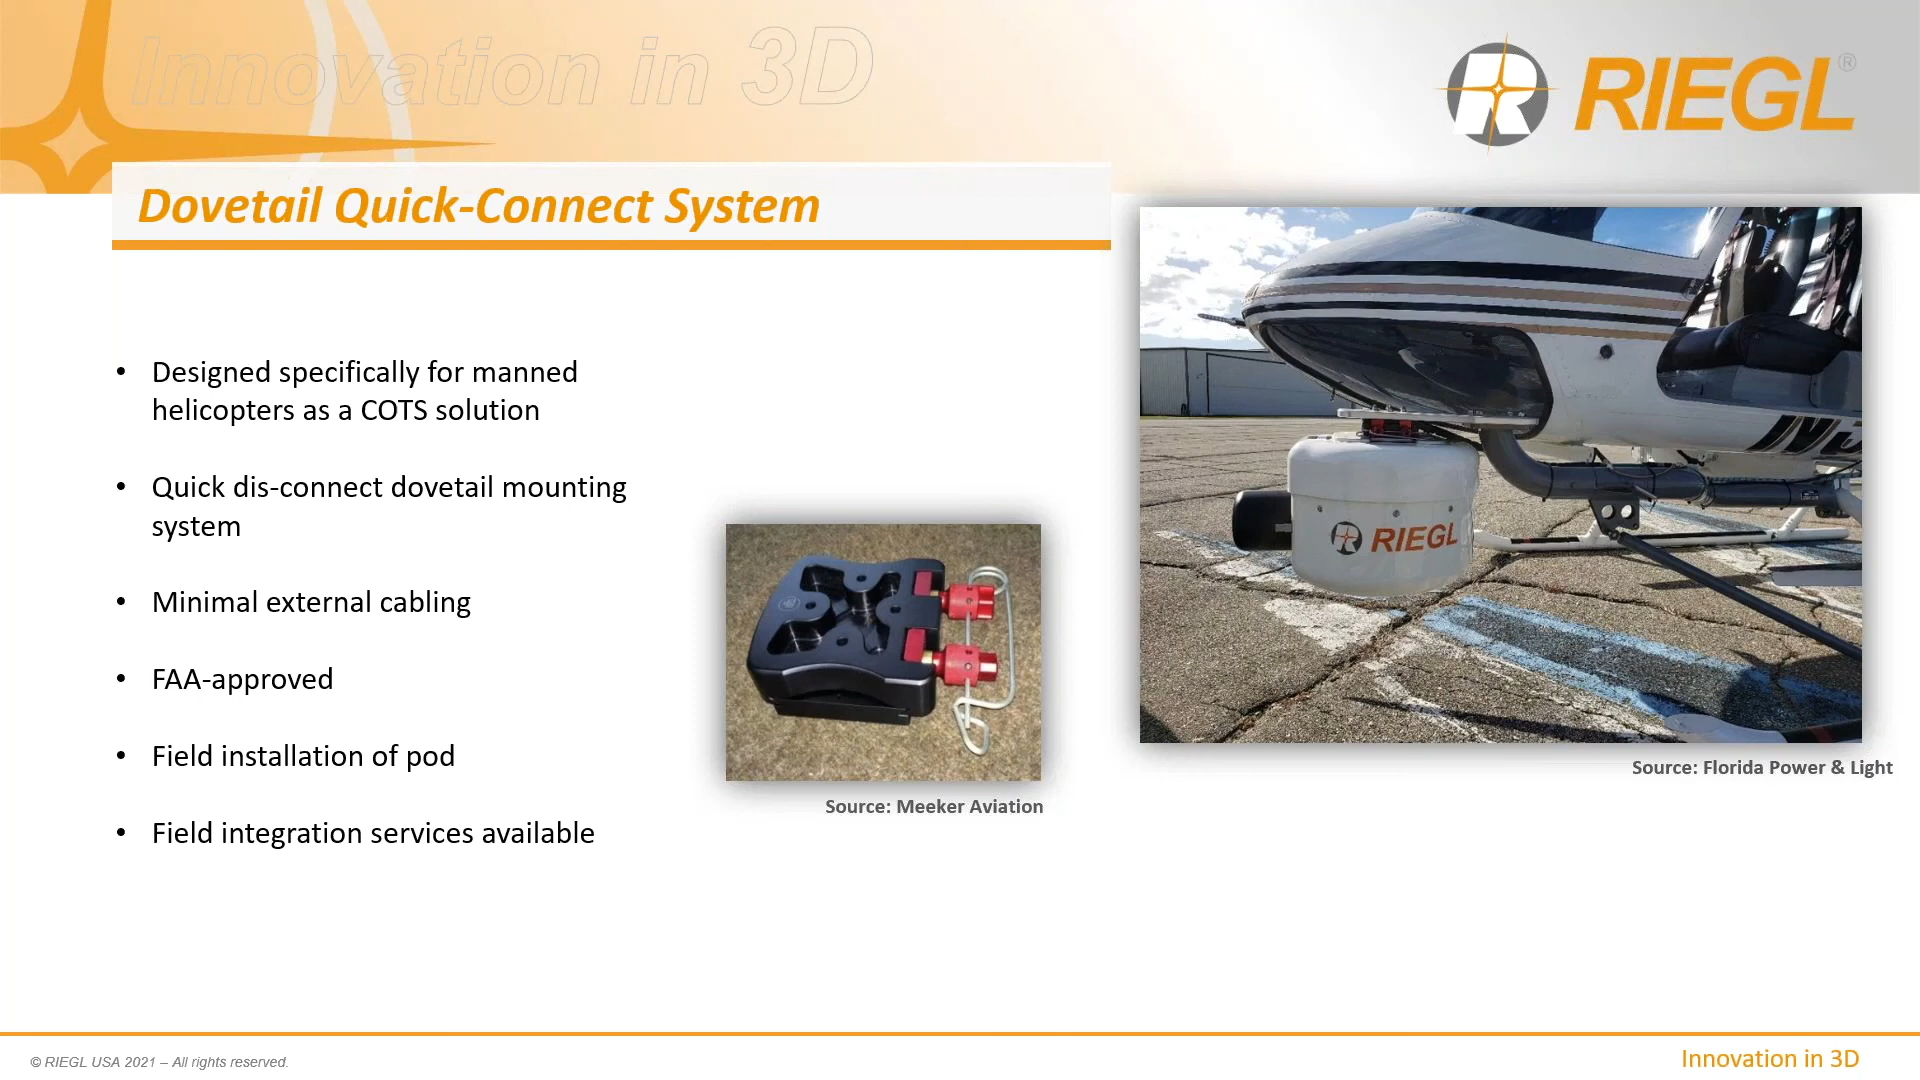 Innovation in 3D
RIEGL®
Dovetail Quick-Connect System
• Designed specifically for manned
helicopters as a COTS solution
• Quick dis-connect dovetail mounting
system
• Minimal external cabling
• FAA-approved
• Field installation of pod
• Field integration services available
RIEGL
Source: Florida Power & Light
Source: Meeker Aviation
© RIEGL USA 2021 – All rights reserved.
Innovation in 3D